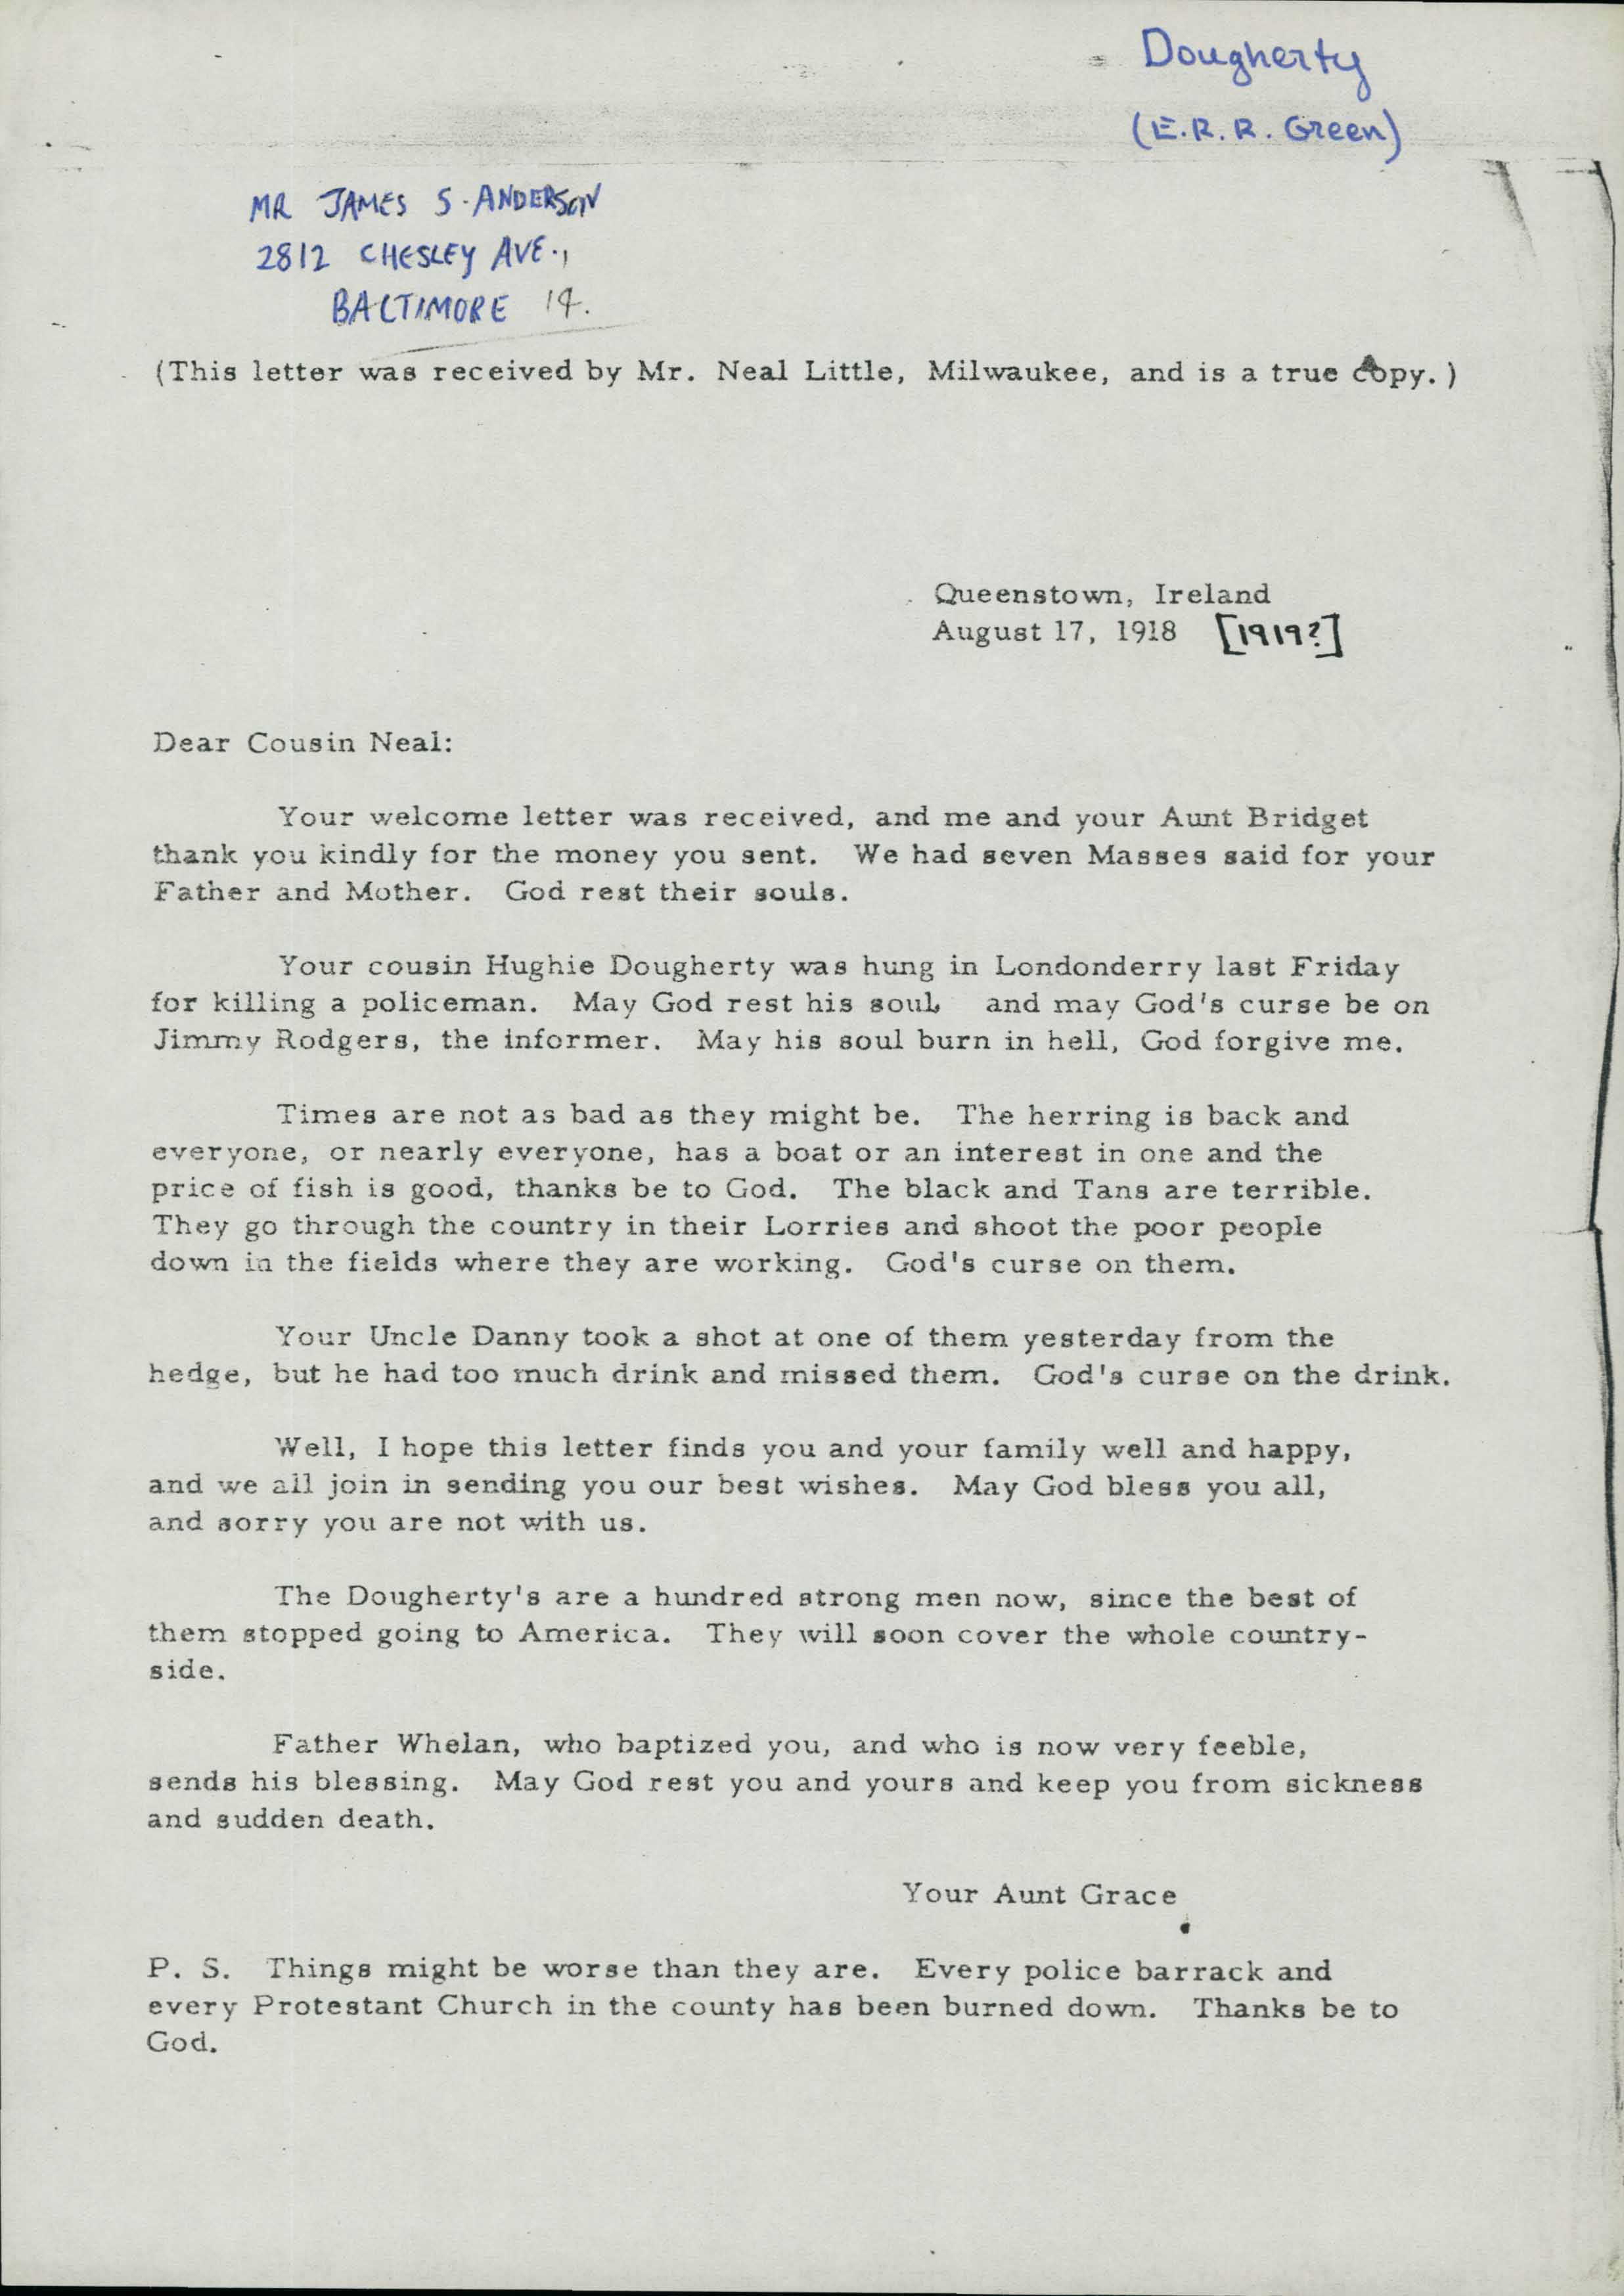 Dougherty
(E.R.R. Green)
MR JAMES S. ANDERSON
2812 CHESLEY AVE.,
BALTIMORE 14.
(This letter was received by Mr. Neal Little, Milwaukee, and is a true copy.)
Queenstown, Ireland
August 17, 1918 [1919?]
Dear Cousin Neal:
Your welcome letter was received, and me and your Aunt Bridget
thank you kindly for the money you sent. We had seven Masses said for your
Father and Mother. God rest their souls.
Your cousin Hughie Dougherty was hung in Londonderry last Friday
for killing a policeman. May God rest his soul, and may God's curse be on
Jimmy Rodgers, the informer. May his soul burn in hell, God forgive me.
Times are not as bad as they might be. The herring is back and
everyone, or nearly everyone, has a boat or an interest in one and the
price of fish is good, thanks be to God. The black and Tans are terrible.
They go through the country in their Lorries and shoot the poor people
down in the fields where they are working. God's curse on them.
Your Uncle Danny took a shot at one of them yesterday from the
hedge, but he had too much drink and missed them. God's curse on the drink.
Well, I hope this letter finds you and your family well and happy,
and we all join in sending you our best wishes. May God bless you all,
and sorry you are not with us.
The Dougherty's are a hundred strong men now, since the best of
them stopped going to America. They will soon cover the whole country-
side.
Father Whelan, who baptized you, and who is now very feeble,
sends his blessing. May God rest you and yours and keep you from sickness
and sudden death.
Your Aunt Grace
P. S. Things might be worse than they are. Every police barrack and
every Protestant Church in the county has been burned down. Thanks be to
God.